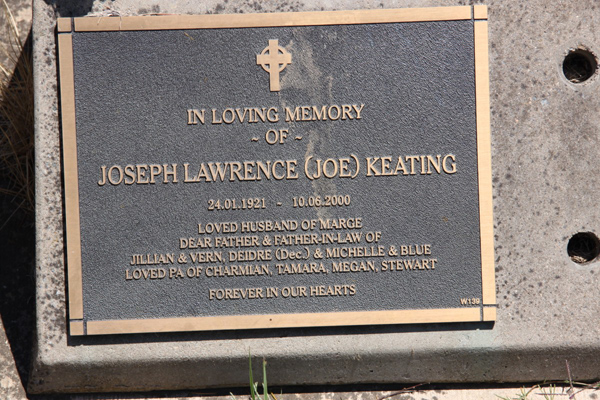 IN LOVING MEMORY
~ OF ~
JOSEPH LAWRENCE (JOE) KEATING
24.01.1921 - 10.06.2000
LOVED HUSBAND OF MARGE
DEAR FATHER & FATHER-IN-LAW OF
JILLIAN & VERN, DEIDRE (Dec.) & MICHELLE & BLUE
LOVED PA OF CHARMIAN, TAMARA, MEGAN, STEWART
FOREVER IN OUR HEARTS
W.139